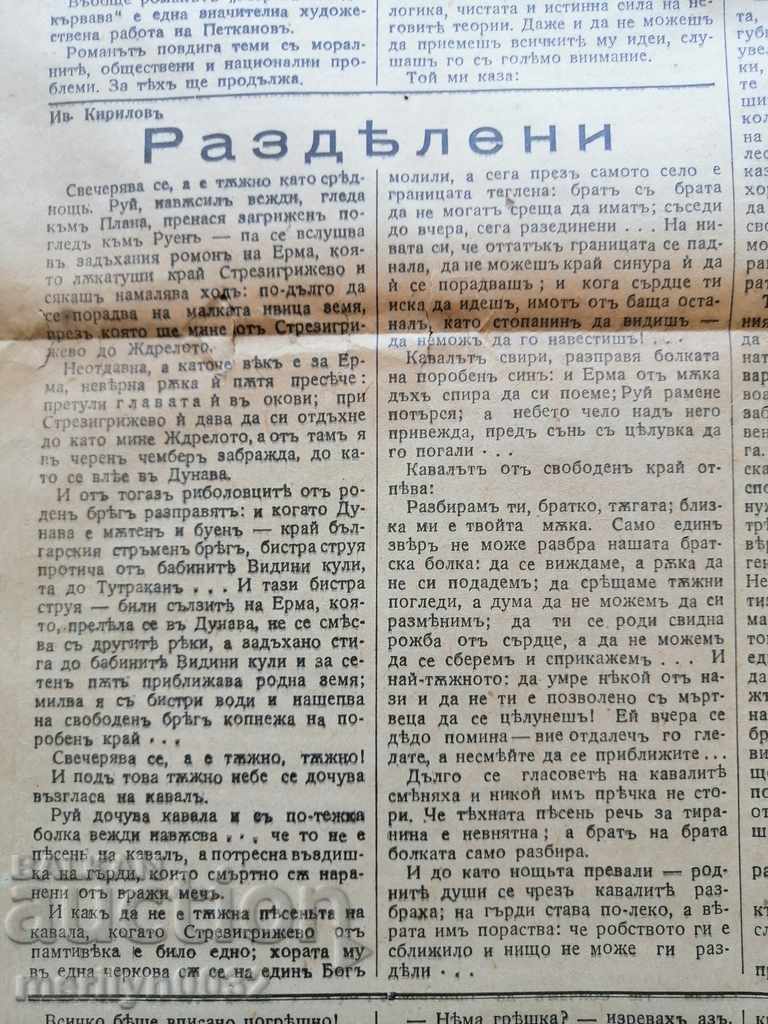 кървава" е една значителна художе-
ствена работа на Петкановъ.
Романътъ повдига теми съ морал-
нитѣ, обществени и национални про-
блеми. За тѣхъ ще продължа.
логика, чистата и истинна сила на не-
говитѣ теории. Даже и да не можешъ
да приемешъ всичкитѣ му идеи, слу-
шашъ го съ голѣмо внимание.
Той ми каза:
Ив. Кириловъ
Раздѣлени
Свечерява се, а е тѫжно като срѣд-
нощь. Руй, навѫсилъ вежди, гледа
къмъ Плана, пренася загриженъ по-
гледъ къмъ Руенъ — па се вслушва
въ задъхания ромонъ на Ерма, коя-
то лѫкатуши край Стрезигрижево и
сякашъ намалява ходъ: по-дълго да
се порадва на малката ивица земя,
презъ която ще мине отъ Стрезигри-
жево до Ждрелото.
Неотдавна, а каточе вѣкъ е за Ер-
ма, невѣрна рѫка ѝ пѫтя пресѣче:
претули главата ѝ въ окови; при
Стрезигрижево ѝ дава да си отдъхне
до като мине Ждрелото, а отъ тамъ я
въ черенъ чемберъ забражда, до ка-
то се влѣе въ Дунава.
И отъ тогазъ риболовцитѣ отъ ро-
денъ брѣгъ разправятъ: и когато Ду-
нава е мѫтенъ и буенъ — край бъл-
гарския стръменъ брѣгъ, бистра струя
протича отъ бабинитѣ Видини кули,
та до Тутраканъ ... И тази бистра
струя — били сълзитѣ на Ерма, коя-
то, прелѣла се въ Дунава, не се смѣс-
ва съ другитѣ рѣки, а задъхано сти-
га до бабинитѣ Видини кули и за се-
тенъ пѫть приближава родна земя;
милва я съ бистри води и нашепва
на свободенъ брѣгъ копнежа на по-
робенъ край ...
Свечерява се, а е тѫжно, тѫжно!
И подъ това тѫжно небе се дочува
възгласа на кавалъ.
Руй дочува кавала и съ по-тежка
болка вежди навѫсва ... че то не е
пѣсень на кавалъ, а потресна въздиш-
ка на гърди, които смъртно сѫ нара-
нени отъ вражи мечъ.
И какъ да не е тѫжна пѣсеньта на
кавала, когато Стрезигрижево отъ
памтивѣка е било едно; хората му
въ една черкова сѫ се на единъ Богъ
молили, а сега презъ самото село е
границата теглена: братъ съ брата
да не могатъ среща да иматъ; съседи
до вчера, сега разединени ... На ни-
вата си, че оттатъкъ границата се пад-
нала, да не можешъ край синура ѝ да
ѝ се порадвашъ; и кога сърдце ти
иска да идешъ, имотъ отъ баща оста-
налъ, като стопанинъ да видишъ —
да неможъ да го навестишъ! ...
Кавалътъ свири, разправя болката
на поробенъ синъ: и Ерма отъ мѫка
дъхъ спира да си поеме; Руй рамене
потърся; а небето чело надъ него
привежда, предъ сънь съ цѣлувка да
го погали ...
Кавалътъ отъ свободенъ край от-
пѣва:
Разбирамъ ти, братко, тѫгата; близ-
ка ми е твойта мѫка. Само единъ
звѣръ не може разбра нашата брат-
ска болка: да се виждаме, а рѫка да
не си подадемъ; да срѣщаме тѫжни
погледи, а дума да не можемъ да си
размѣнимъ; да ти се роди свидна
рожба отъ сърдце, а да не можемъ
да се сберемъ и сприкажемъ ... И
най-тѫжното: да умре нѣкой отъ на-
зи и да не ти е позволено съ мърт-
веца да се цѣлунешъ! Ей вчера се
дѣдо помина — вие отдалечъ го гле-
дате, а несмѣйте да се приближите ...
Дълго се гласоветѣ на кавалитѣ
смѣняха и никой имъ прѣчка не сто-
ри. Че тѣхната пѣсень речь за тира-
нина е невнятна; а братъ на брата
болката само разбира.
И до като нощьта превали — род-
нитѣ души се чрезъ кавалитѣ раз-
браха; на гърди става по-леко, а вѣ-
рата имъ пораства: че робството ги е
сближило и нищо не може ги раз-
дѣли ...
Всичко бѣше вписано погрешно!
— Нѣма грѣшка? — изревахъ азъ.